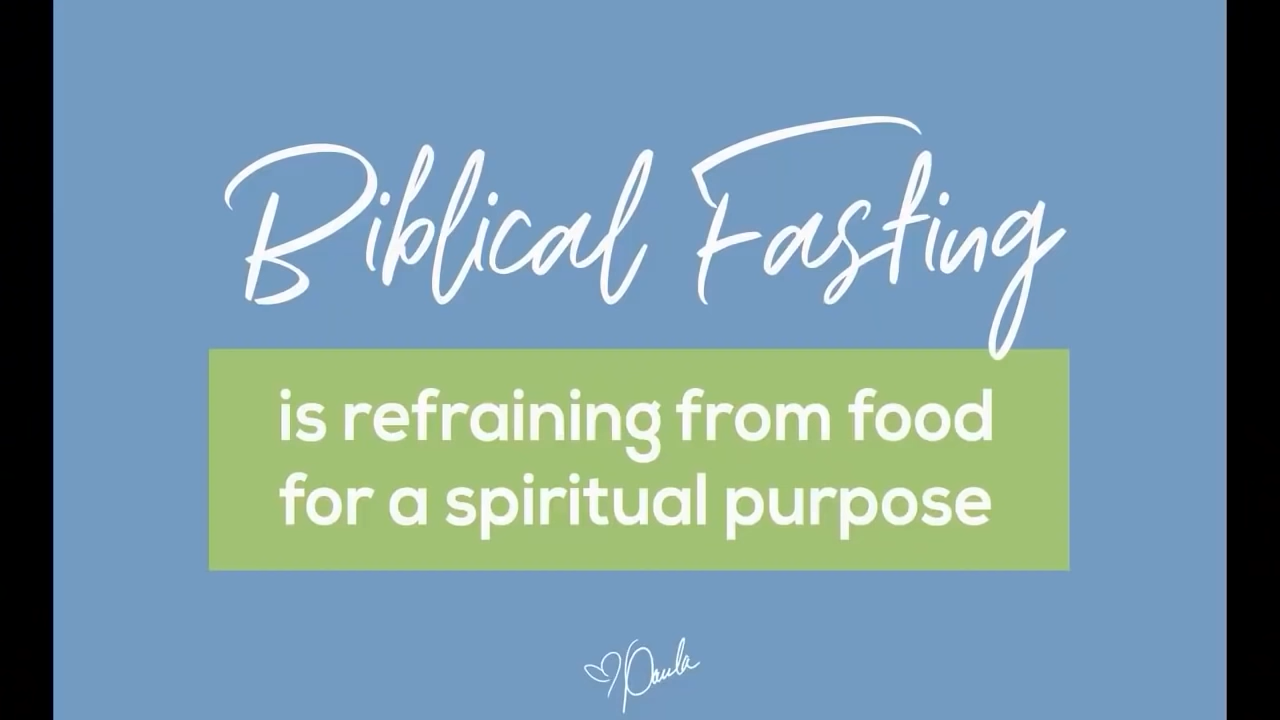 Biblical Fasting
is refraining from food
for a spiritual purpose
Paula